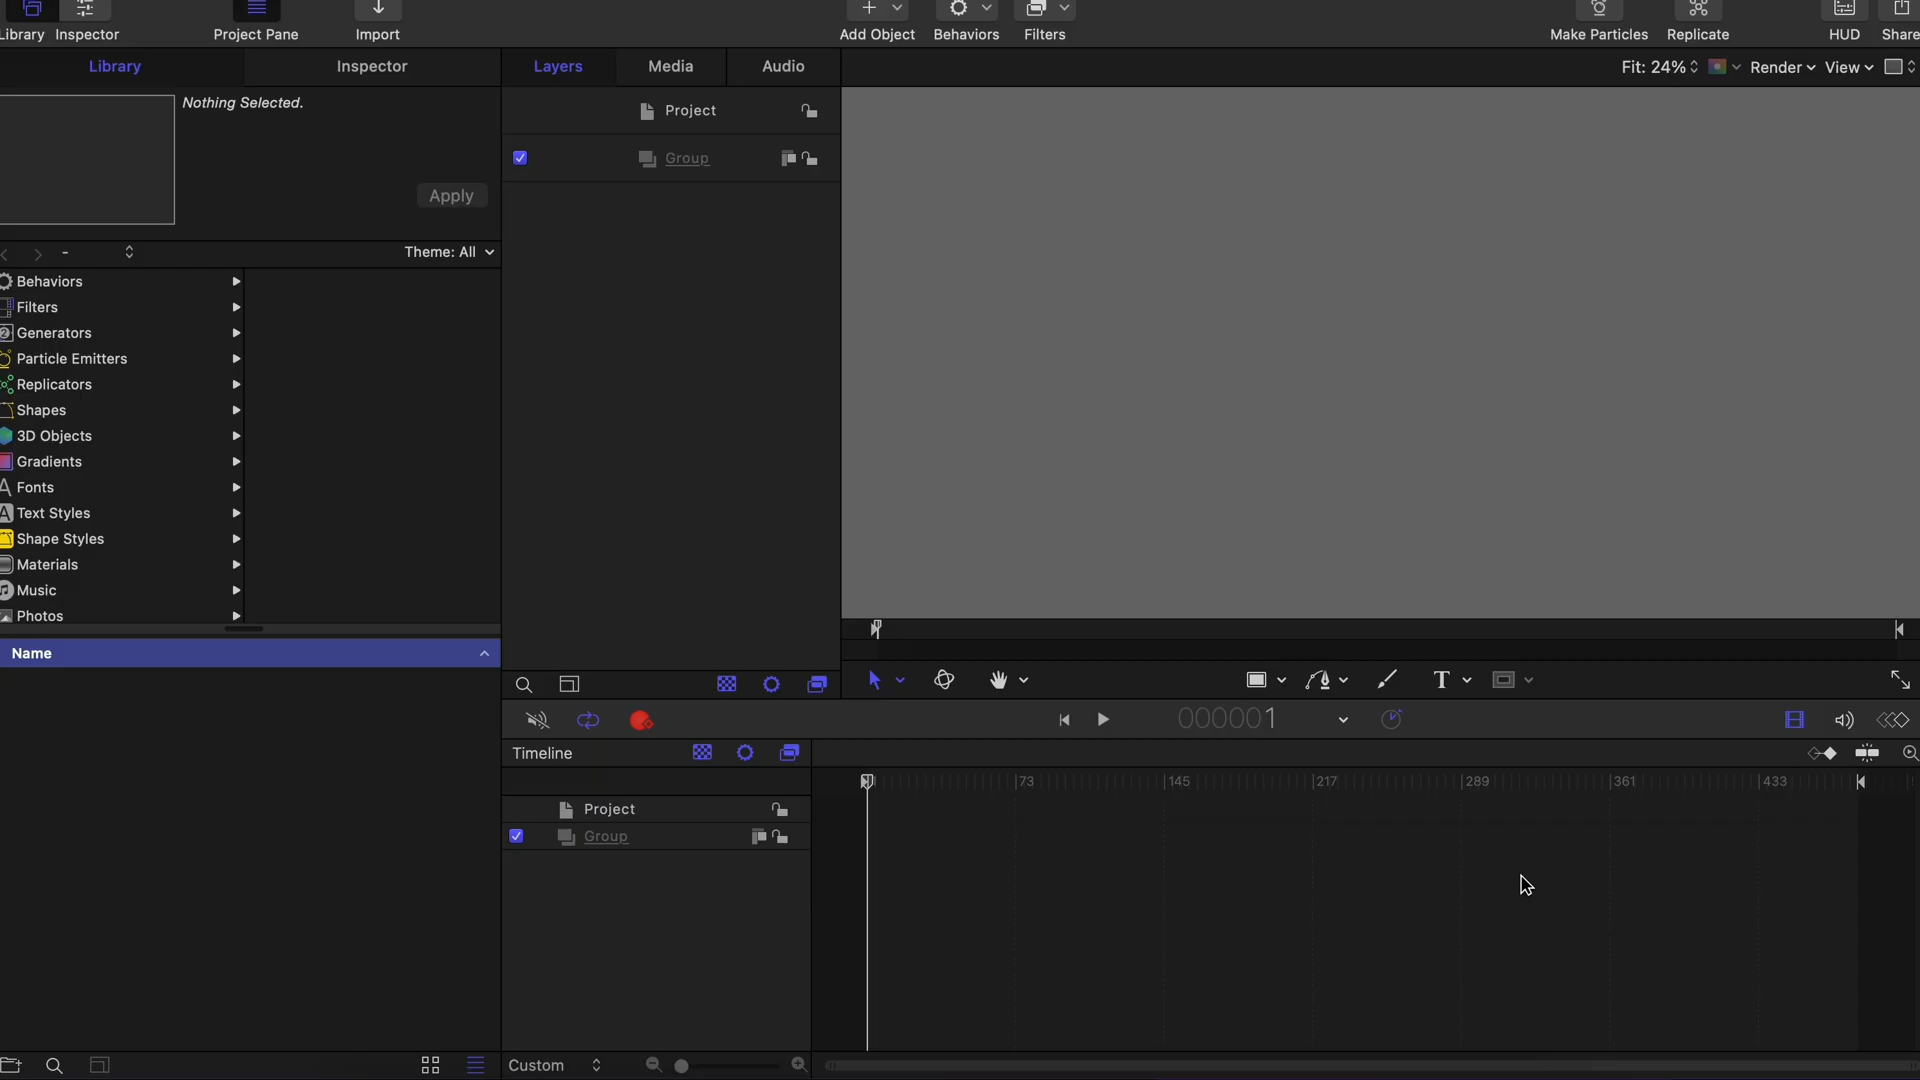 Library Inspector Project Pane Import Add Object Behaviors Filters Make Particles Replicate HUD Share
Library Inspector Layers Media Audio Fit: 24% Render View
Nothing Selected.
Apply
Project
Group
- Theme: All
Behaviors
Filters
Generators
Particle Emitters
Replicators
Shapes
3D Objects
Gradients
Fonts
Text Styles
Shape Styles
Materials
Music
Photos
Name
T
000001
Timeline
73 145 217 289 361 433
Project
Group
Custom